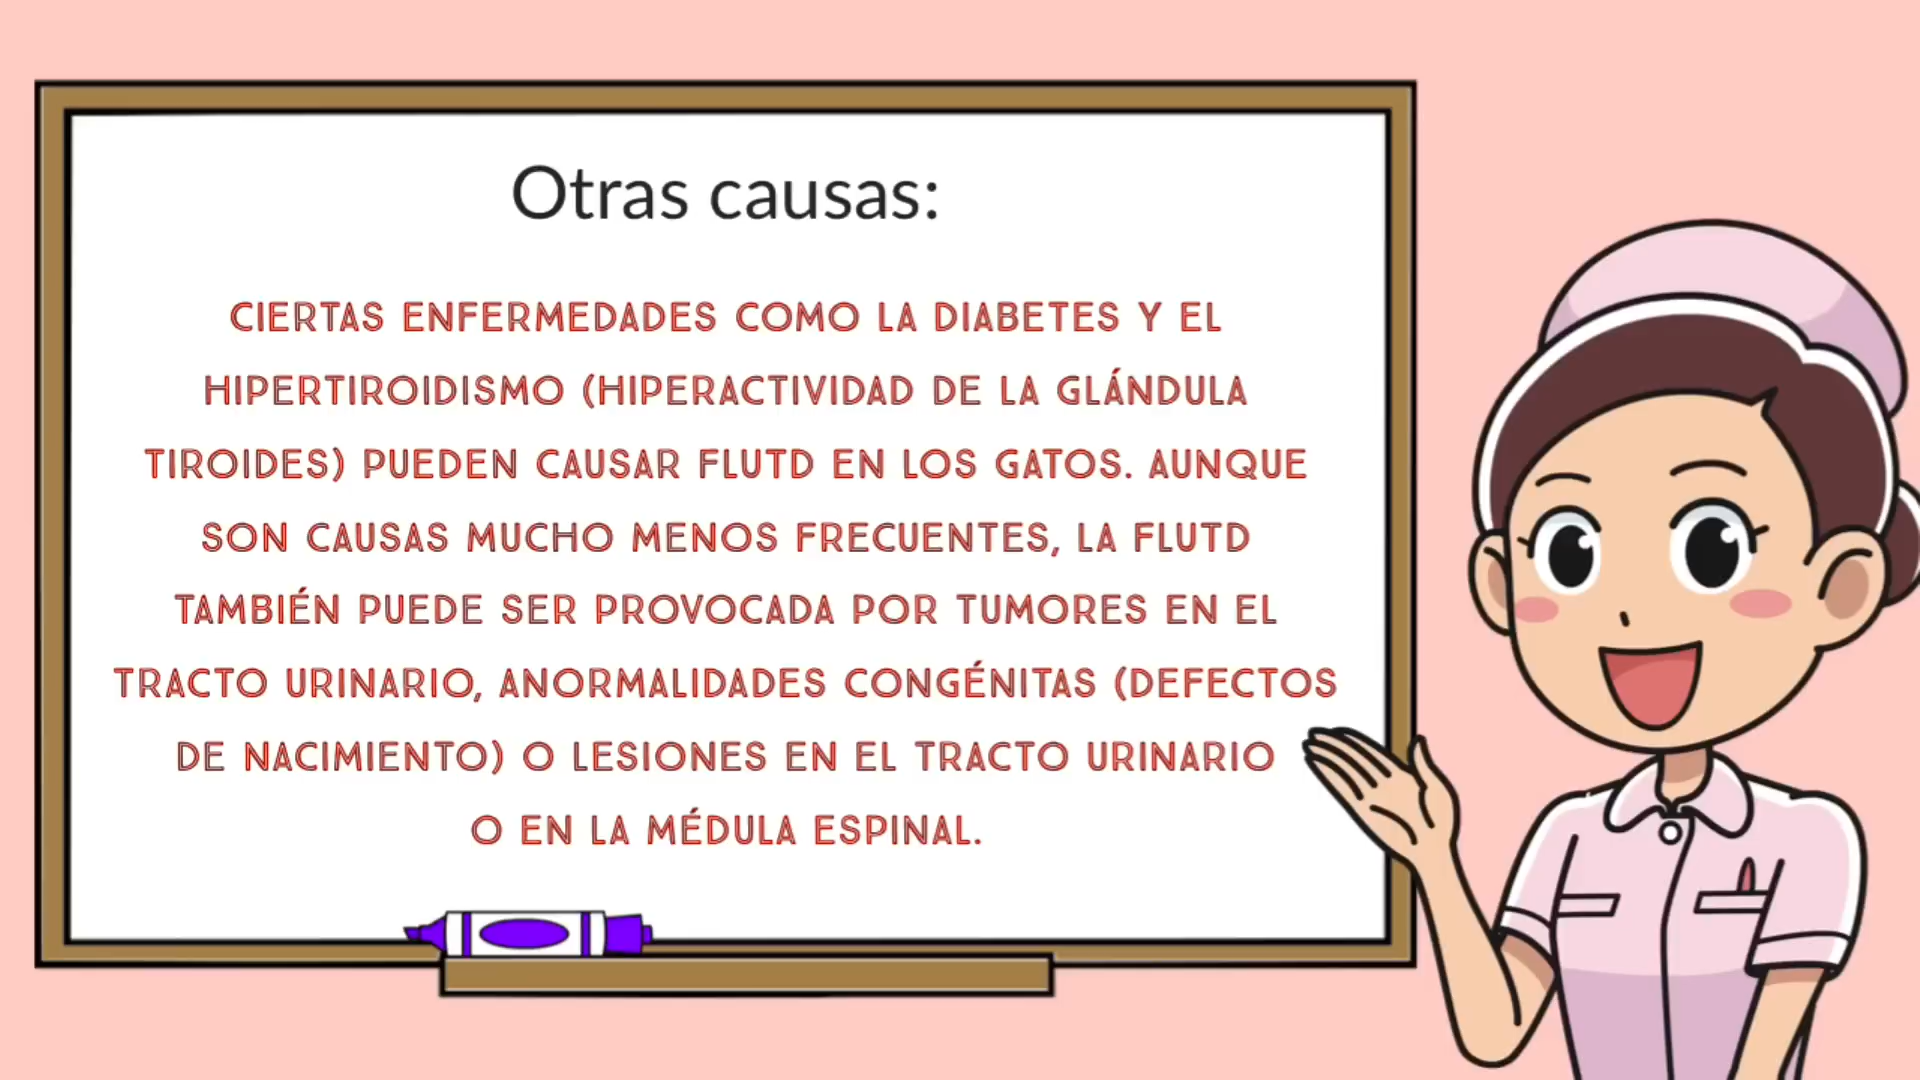 Otras causas:
CIERTAS ENFERMEDADES COMO LA DIABETES Y EL
HIPERTIROIDISMO (HIPERACTIVIDAD DE LA GLÁNDULA
TIROIDES) PUEDEN CAUSAR FLUTD EN LOS GATOS. AUNQUE
SON CAUSAS MUCHO MENOS FRECUENTES, LA FLUTD
TAMBIÉN PUEDE SER PROVOCADA POR TUMORES EN EL
TRACTO URINARIO, ANORMALIDADES CONGÉNITAS (DEFECTOS
DE NACIMIENTO) O LESIONES EN EL TRACTO URINARIO
O EN LA MÉDULA ESPINAL.